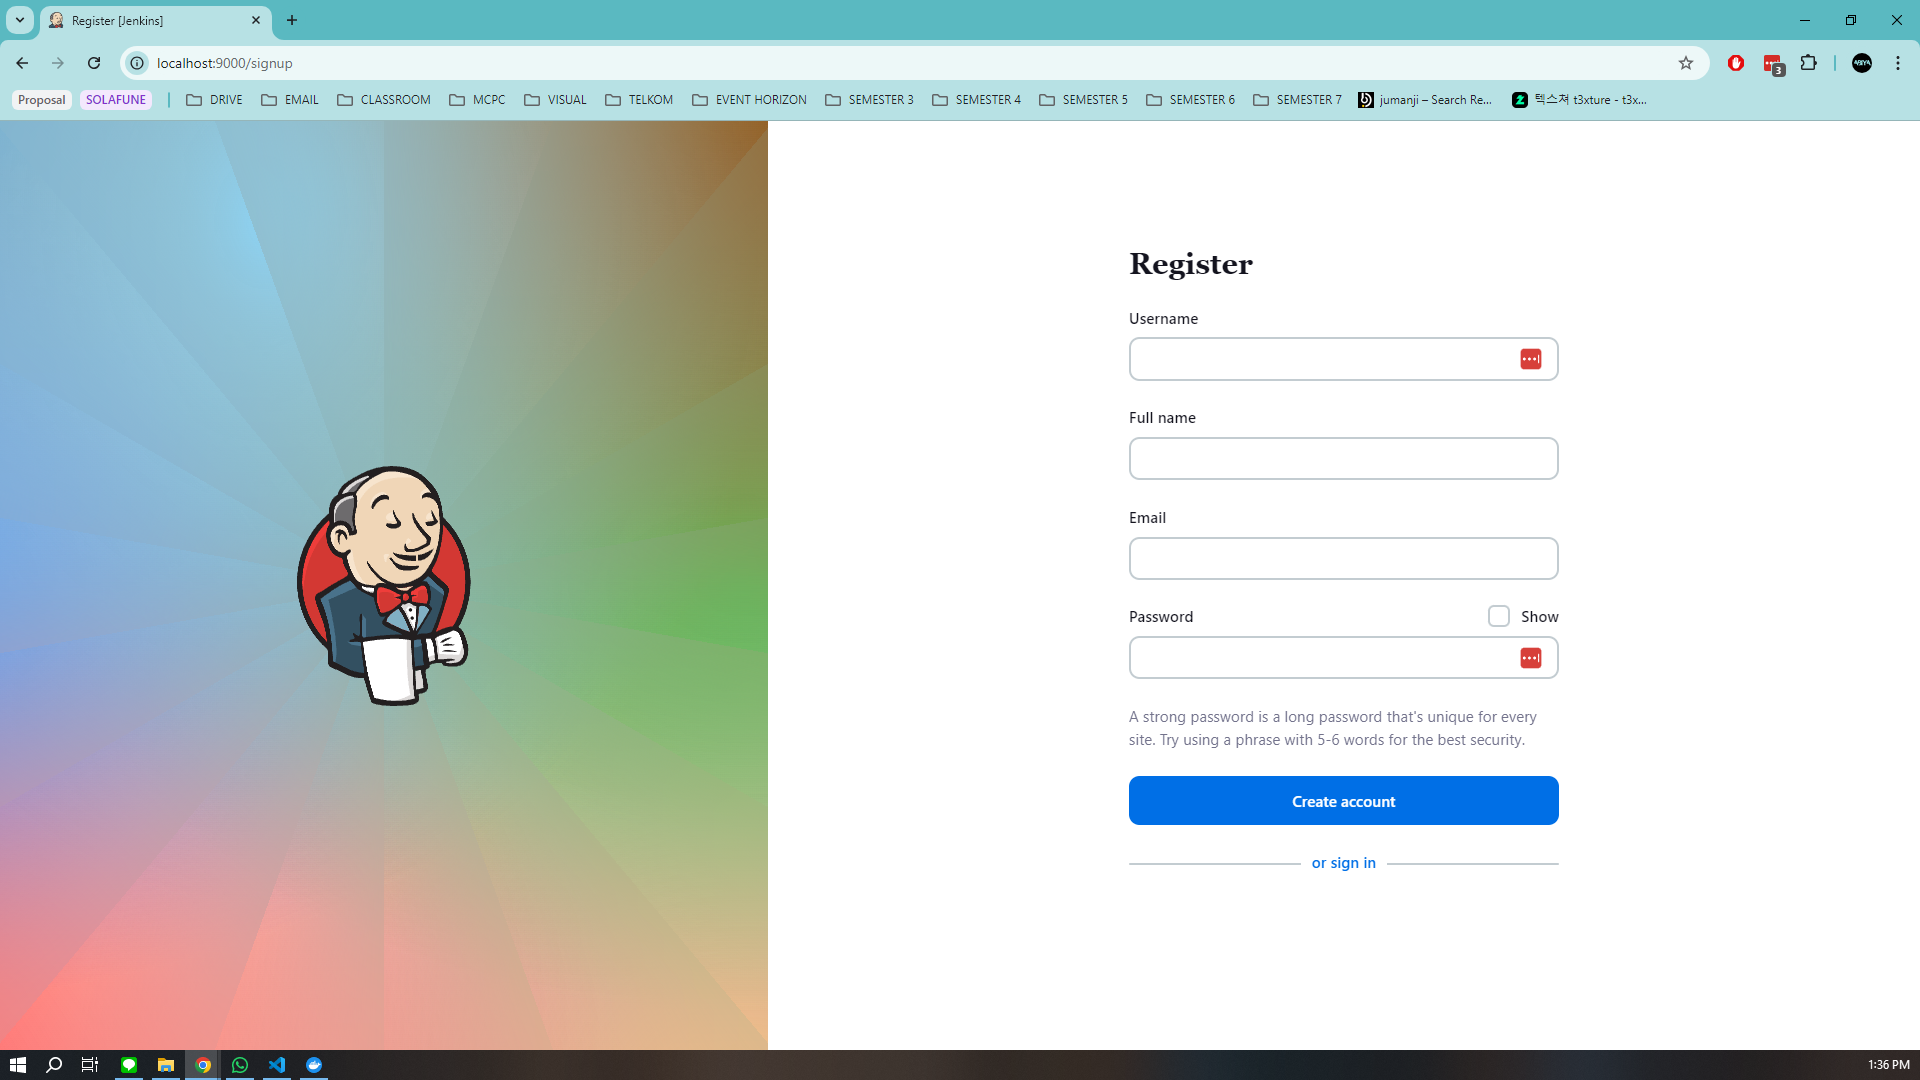 Register [Jenkins]
localhost:9000/signup
3
Proposal
SOLAFUNE
DRIVE
EMAIL
CLASSROOM
MCPC
VISUAL
TELKOM
EVENT HORIZON
SEMESTER 3
SEMESTER 4
SEMESTER 5
SEMESTER 6
SEMESTER 7
jumanji – Search Re...
텍스쳐 t3xture - t3x...
Register
Username
Full name
Email
Password
Show
A strong password is a long password that's unique for every
site. Try using a phrase with 5-6 words for the best security.
Create account
or sign in
1:36 PM